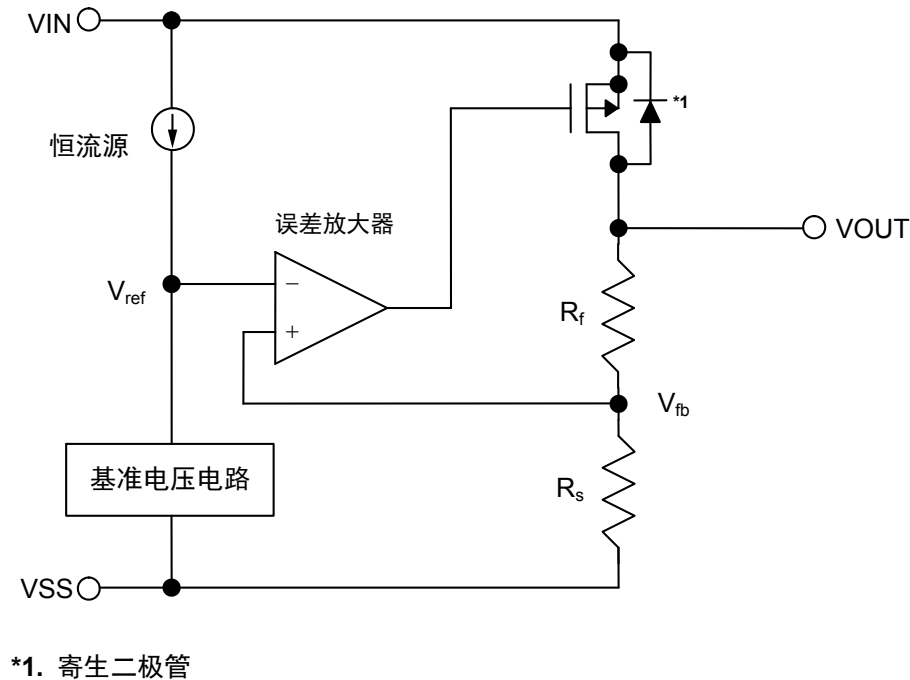 VIN
*1
恒流源
误差放大器
VOUT
Vref
−
+
Rf
Vfb
基准电压电路
Rs
VSS
*1. 寄生二极管